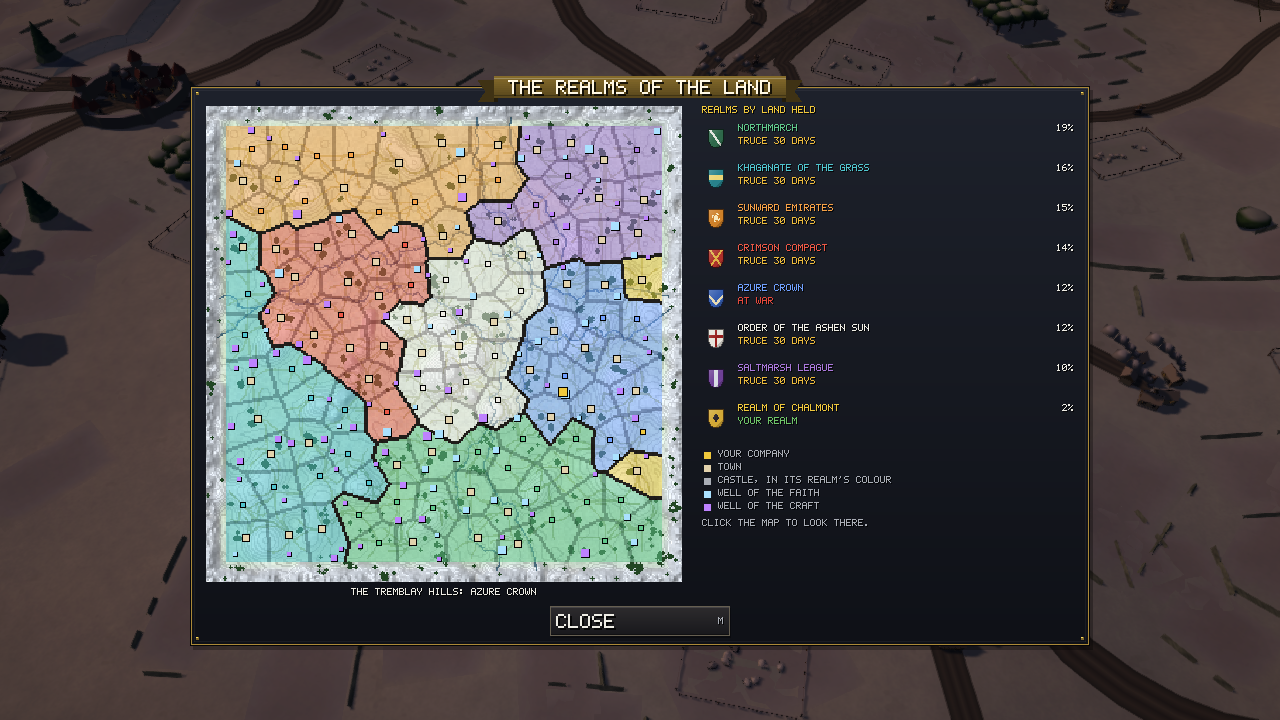 THE REALMS OF THE LAND
REALMS BY LAND HELD
NORTHMARCH 19%
TRUCE 30 DAYS
KHAGANATE OF THE GRASS 16%
TRUCE 30 DAYS
SUNWARD EMIRATES 15%
TRUCE 30 DAYS
CRIMSON COMPACT 14%
TRUCE 30 DAYS
AZURE CROWN 12%
AT WAR
ORDER OF THE ASHEN SUN 12%
TRUCE 30 DAYS
SALTMARSH LEAGUE 10%
TRUCE 30 DAYS
REALM OF CHALMONT 2%
YOUR REALM
YOUR COMPANY
TOWN
CASTLE, IN ITS REALM'S COLOUR
WELL OF THE FAITH
WELL OF THE CRAFT
CLICK THE MAP TO LOOK THERE.
THE TREMBLAY HILLS: AZURE CROWN
CLOSE M